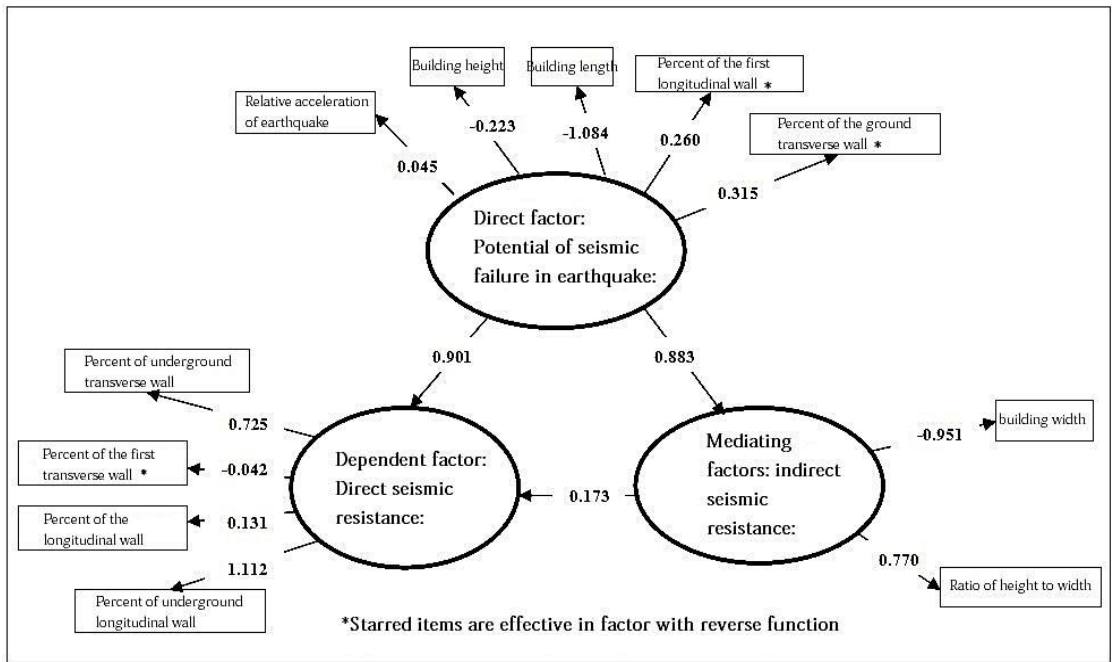 Building height
Building length
Percent of the first
longitudinal wall *
Relative acceleration
of earthquake
Percent of the ground
transverse wall *
-0.223
-1.084
0.260
0.045
0.315
Direct factor:
Potential of seismic
failure in earthquake:
0.901
0.883
Percent of underground
transverse wall
0.725
Percent of the first
transverse wall *
-0.042
Percent of the
longitudinal wall
0.131
1.112
Percent of underground
longitudinal wall
Dependent factor:
Direct seismic
resistance:
0.173
Mediating
factors: indirect
seismic
resistance:
-0.951
building width
0.770
Ratio of height to width
*Starred items are effective in factor with reverse function